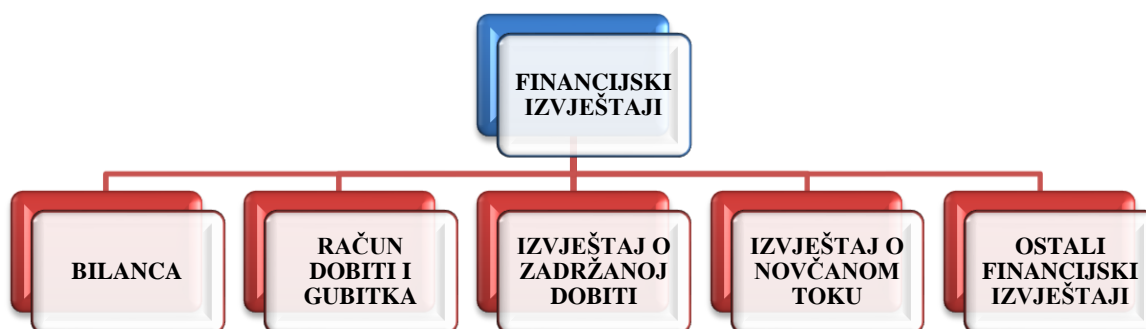 FINANCIJSKI
IZVJEŠTAJI
BILANCA
RAČUN
DOBITI I
GUBITKA
IZVJEŠTAJ O
ZADRŽANOJ
DOBITI
IZVJEŠTAJ O
NOVČANOM
TOKU
OSTALI
FINANCIJSKI
IZVJEŠTAJI